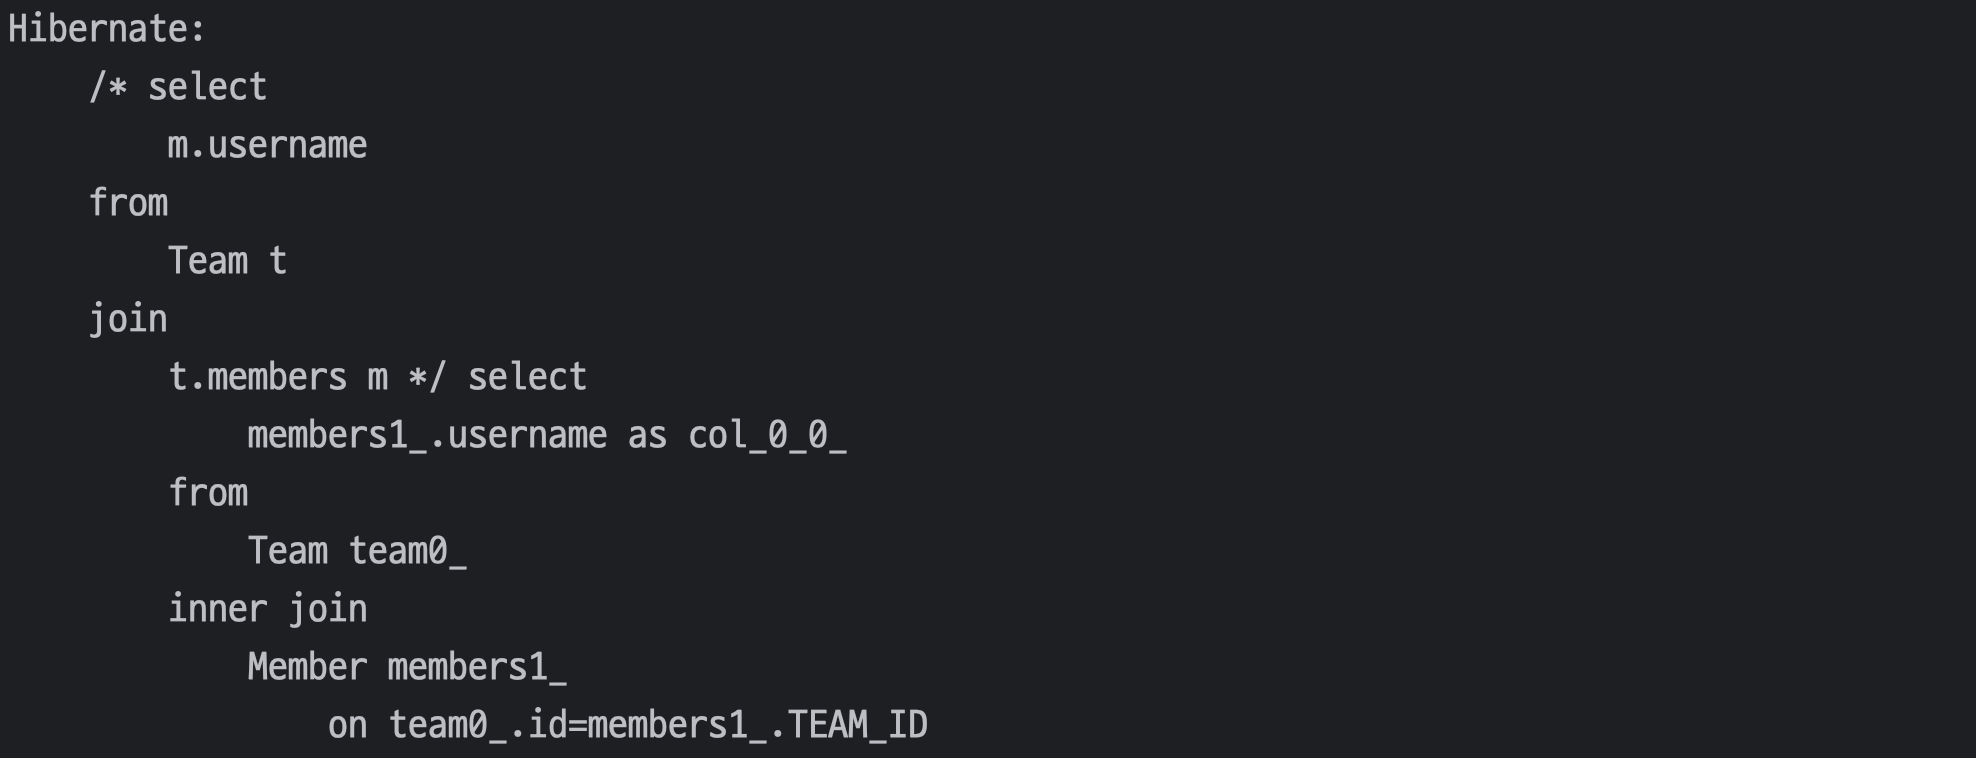 Hibernate:
    /* select
        m.username
    from
        Team t
    join
        t.members m */ select
            members1_.username as col_0_0_
        from
            Team team0_
        inner join
            Member members1_
                on team0_.id=members1_.TEAM_ID